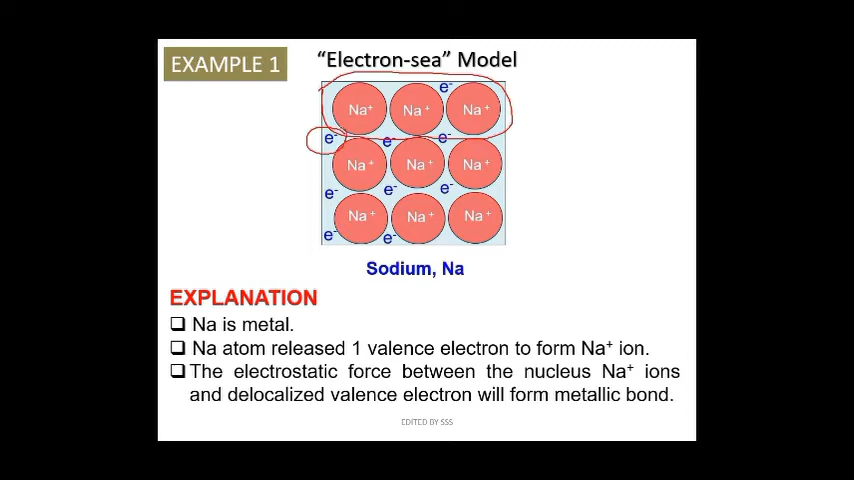 EXAMPLE 1
“Electron-sea” Model
e-
Na+ Na+ Na+
e- e- e-
Na+ Na+ Na+
e- e- e-
Na+ Na+ Na+
e- e-
Sodium, Na
EXPLANATION
❑ Na is metal.
❑ Na atom released 1 valence electron to form Na+ ion.
❑ The electrostatic force between the nucleus Na+ ions
and delocalized valence electron will form metallic bond.
EDITED BY SSS